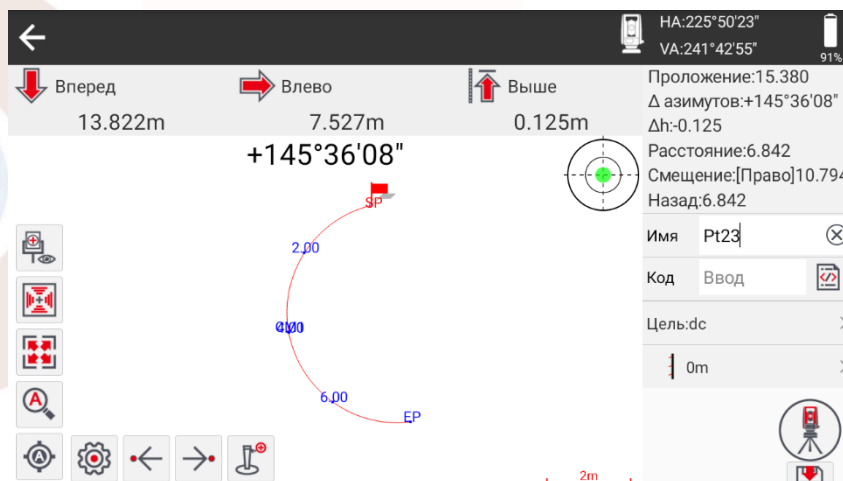 HA:225°50'23"
VA:241°42'55"
91%
Вперед
Влево
Выше
13.822m
7.527m
0.125m
+145°36'08"
Проложение:15.380
Δ азимутов:+145°36'08"
Δh:-0.125
Расстояние:6.842
Смещение:[Право]10.794
Назад:6.842
Имя
Pt23
Код
Ввод
Цель:dc
0m
SP
2.00
6.00
EP
2m